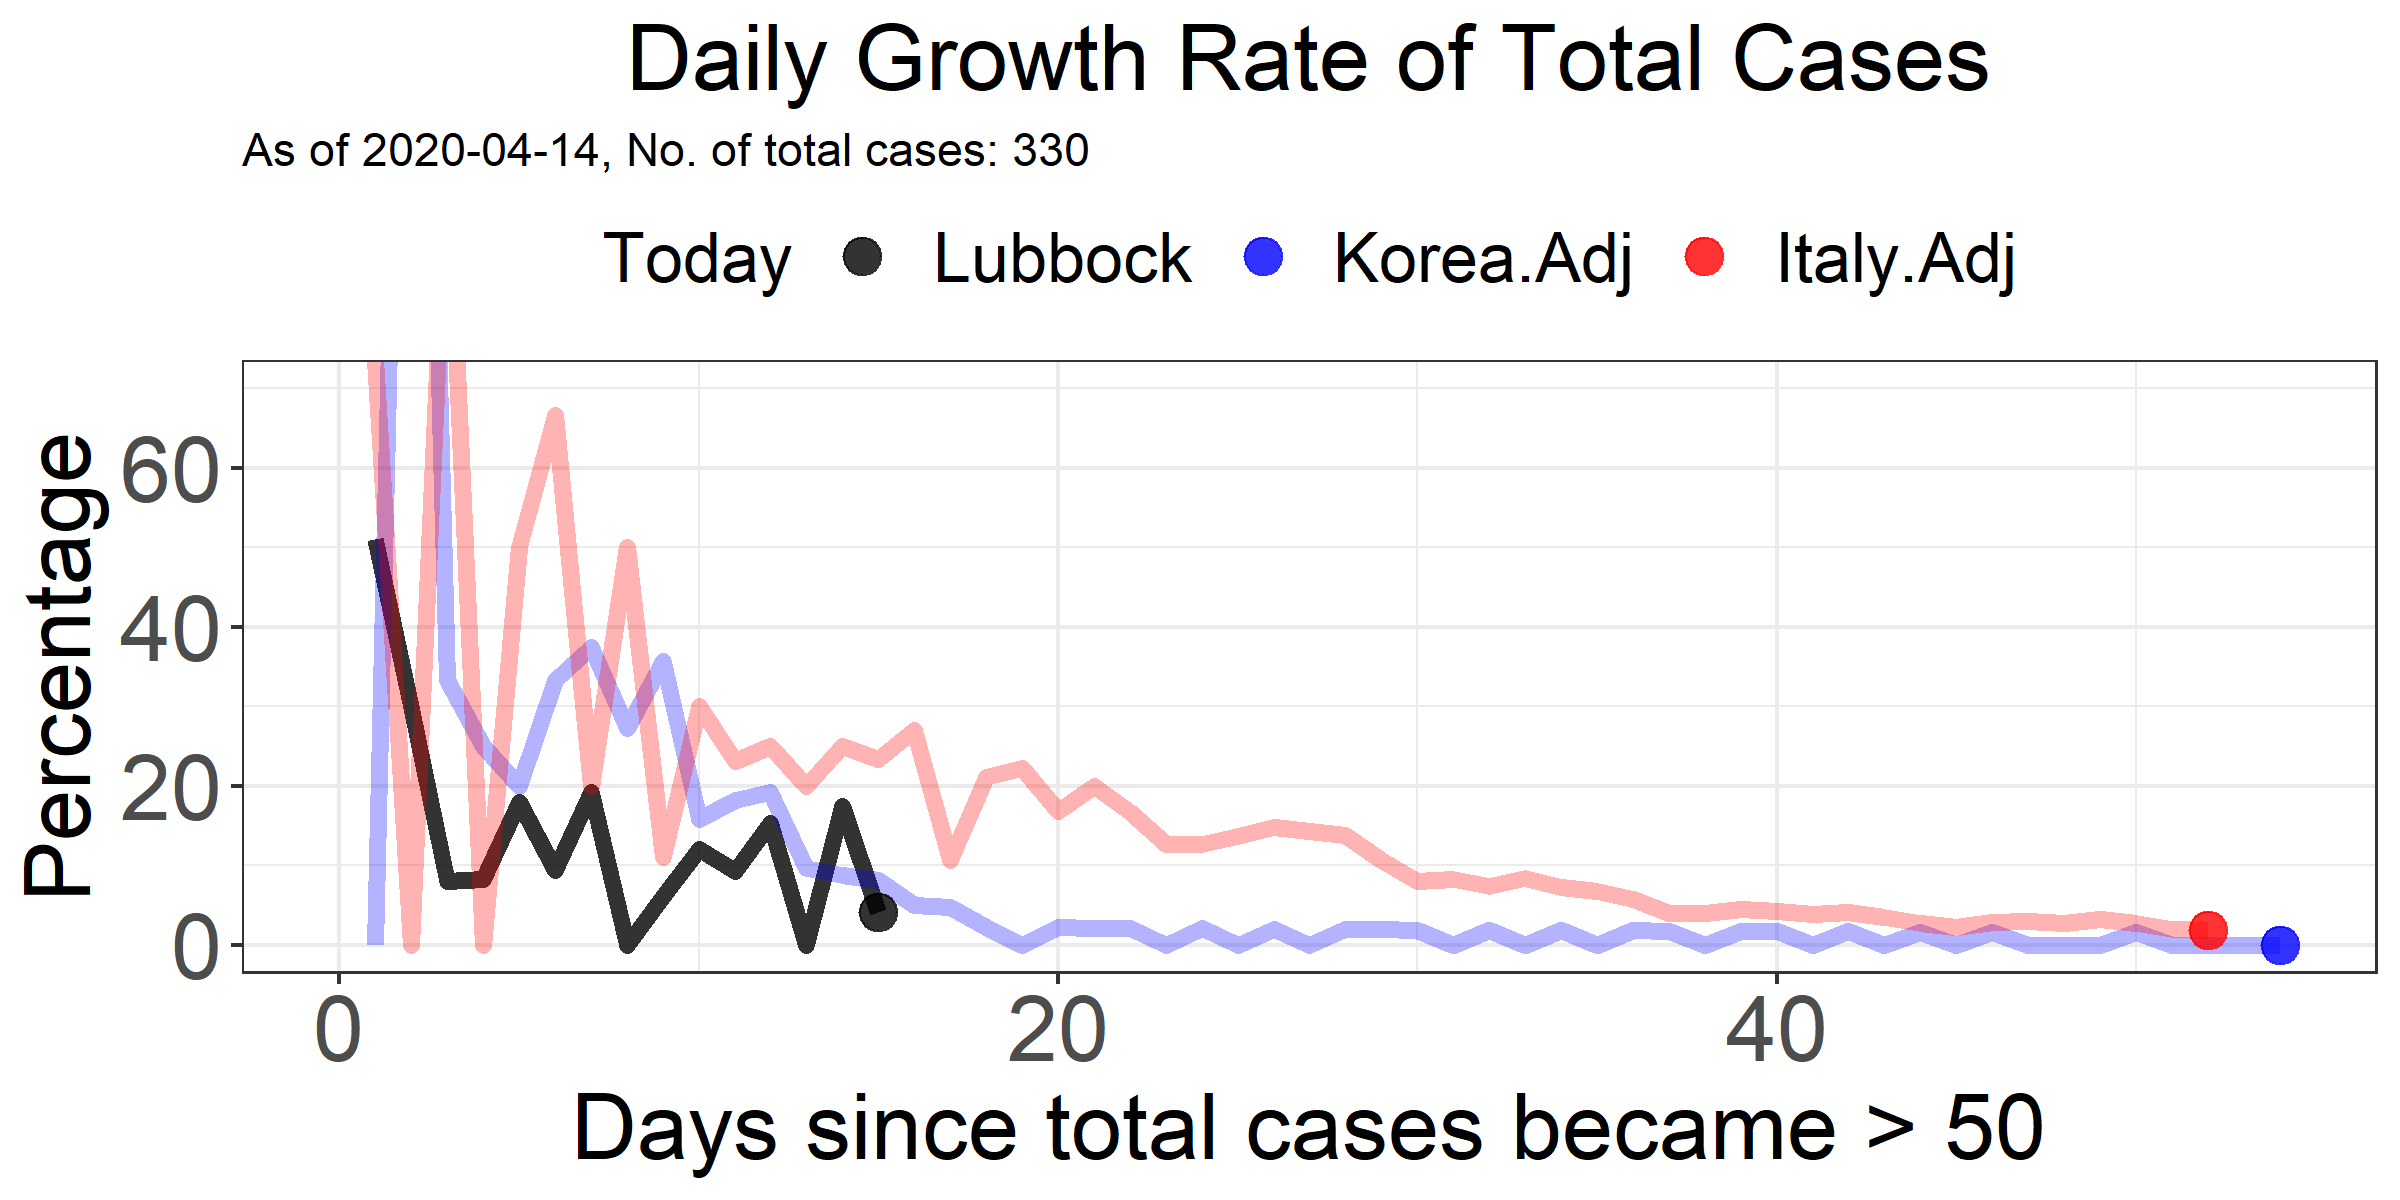 Daily Growth Rate of Total Cases
As of 2020-04-14, No. of total cases: 330
Today Lubbock Korea.Adj Italy.Adj
Percentage
60
40
20
0
0 20 40
Days since total cases became > 50